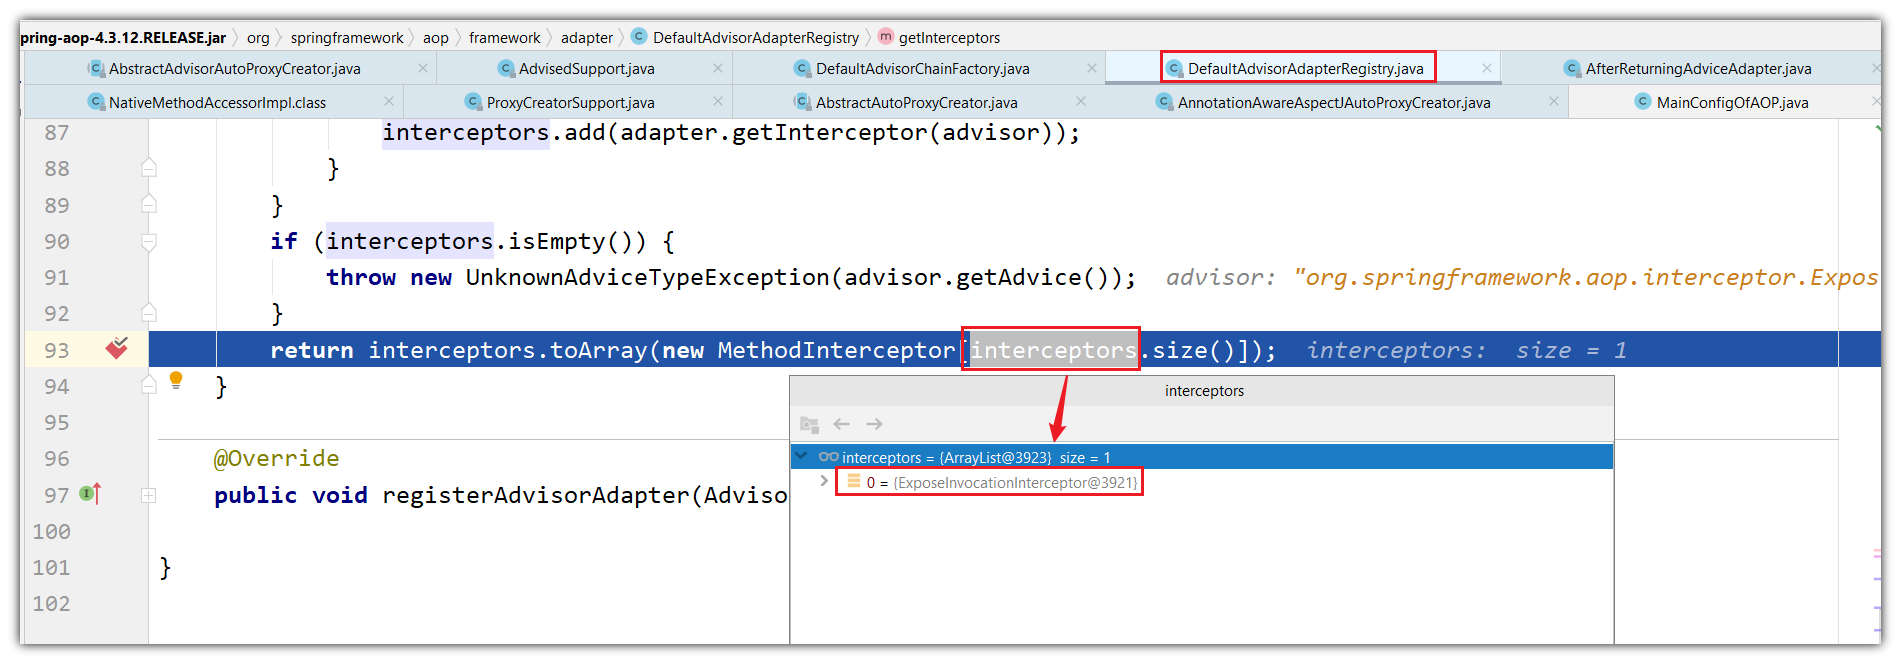 pring-aop-4.3.12.RELEASE.jar org springframework aop framework adapter C DefaultAdvisorAdapterRegistry m getInterceptors
C AbstractAdvisorAutoProxyCreator.java C AdvisedSupport.java C DefaultAdvisorChainFactory.java C DefaultAdvisorAdapterRegistry.java C AfterReturningAdviceAdapter.java
C NativeMethodAccessorImpl.class C ProxyCreatorSupport.java C AbstractAutoProxyCreator.java C AnnotationAwareAspectJAutoProxyCreator.java C MainConfigOfAOP.java
87 interceptors.add(adapter.getInterceptor(advisor));
88 }
89 }
90 if (interceptors.isEmpty()) {
91 throw new UnknownAdviceTypeException(advisor.getAdvice()); advisor: "org.springframework.aop.interceptor.Expos
92 }
93 return interceptors.toArray(new MethodInterceptor[interceptors.size()]); interceptors: size = 1
94 }
interceptors
95
96 @Override
interceptors = {ArrayList@3923} size = 1
0 = {ExposeInvocationInterceptor@3921}
97 I public void registerAdvisorAdapter(Adviso
100
101 }
102